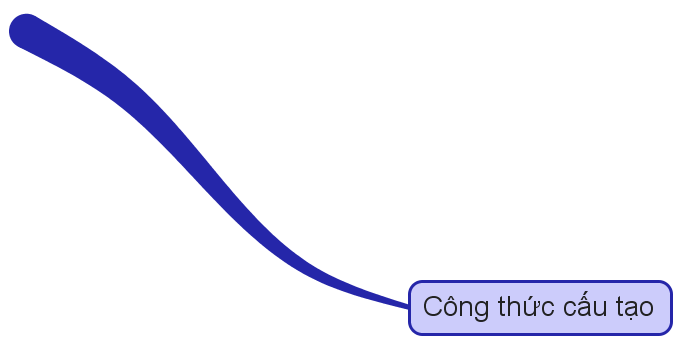 Công thức cấu tạo